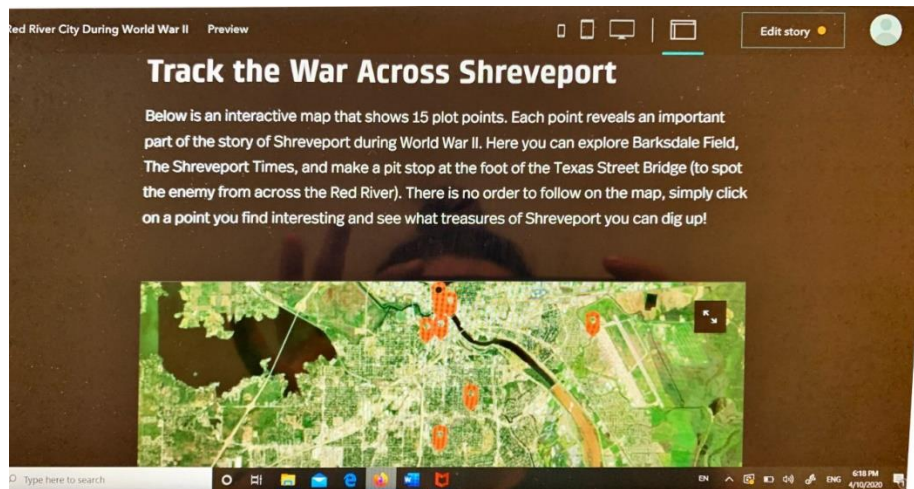 Red River City During World War II Preview Edit story
Track the War Across Shreveport
Below is an interactive map that shows 15 plot points. Each point reveals an important
part of the story of Shreveport during World War II. Here you can explore Barksdale Field,
The Shreveport Times, and make a pit stop at the foot of the Texas Street Bridge (to spot
the enemy from across the Red River). There is no order to follow on the map, simply click
on a point you find interesting and see what treasures of Shreveport you can dig up!
Type here to search EN ENG 6:18 PM
4/10/2020